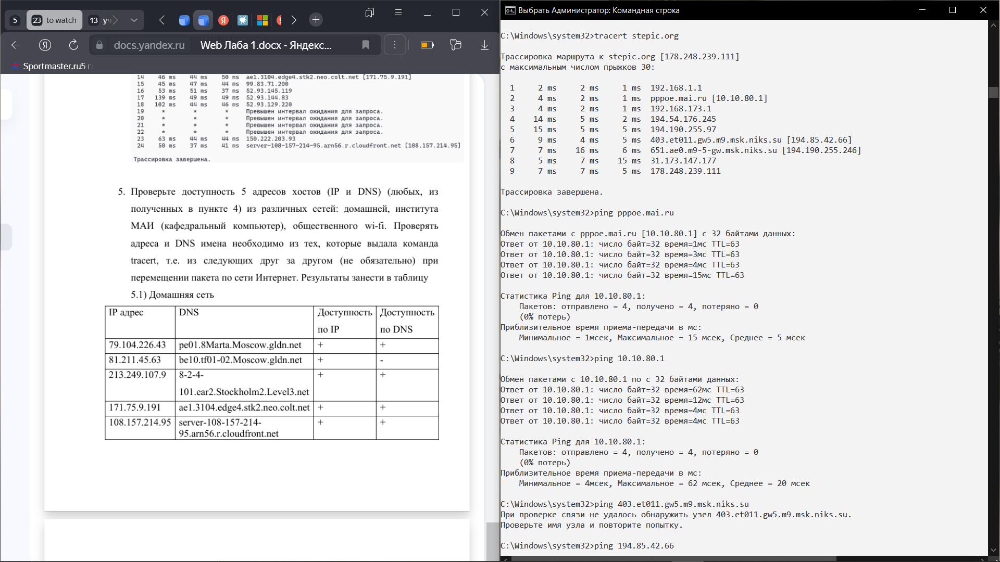 5
23 to watch
13 уч
docs.yandex.ru Web Лаба 1.docx - Яндекс...
Sportmaster.ru5 г
14 46 ms 44 ms 50 ms ae1.3104.edge4.stk2.neo.colt.net [171.75.9.191]
15 45 ms 47 ms 44 ms 99.83.71.200
16 53 ms 51 ms 37 ms 52.93.145.119
17 139 ms 49 ms 49 ms 52.93.144.83
18 102 ms 44 ms 46 ms 52.93.129.220
19 * * * Превышен интервал ожидания для запроса.
20 * * * Превышен интервал ожидания для запроса.
21 * * * Превышен интервал ожидания для запроса.
22 * * * Превышен интервал ожидания для запроса.
23 63 ms 44 ms 44 ms 150.222.203.93
24 50 ms 37 ms 41 ms server-108-157-214-95.arn56.r.cloudfront.net [108.157.214.95]
Трассировка завершена.
5. Проверьте доступность 5 адресов хостов (IP и DNS) (любых, из
полученных в пункте 4) из различных сетей: домашней, института
МАИ (кафедральный компьютер), общественного wi-fi. Проверять
адреса и DNS имена необходимо из тех, которые выдала команда
tracert, т.е. из следующих друг за другом (не обязательно) при
перемещении пакета по сети Интернет. Результаты занести в таблицу
5.1) Домашняя сеть
IP адрес DNS Доступность по IP Доступность по DNS
79.104.226.43 pe01.8Marta.Moscow.gldn.net + +
81.211.45.63 be10.tf01-02.Moscow.gldn.net + -
213.249.107.9 8-2-4- + +
101.ear2.Stockholm2.Level3.net
171.75.9.191 ae1.3104.edge4.stk2.neo.colt.net + +
108.157.214.95 server-108-157-214- + +
95.arn56.r.cloudfront.net
Выбрать Администратор: Командная строка
C:\Windows\system32>tracert stepic.org
Трассировка маршрута к stepic.org [178.248.239.111]
с максимальным числом прыжков 30:
1 2 ms 2 ms 1 ms 192.168.1.1
2 4 ms 2 ms 1 ms pppoe.mai.ru [10.10.80.1]
3 4 ms 2 ms 1 ms 192.168.173.1
4 14 ms 5 ms 2 ms 194.54.176.245
5 15 ms 5 ms 5 ms 194.190.255.97
6 9 ms 4 ms 5 ms 403.et011.gw5.m9.msk.niks.su [194.85.42.66]
7 7 ms 16 ms 6 ms 651.ae0.m9-5-gw.msk.niks.su [194.190.255.246]
8 5 ms 7 ms 15 ms 31.173.147.177
9 7 ms 7 ms 5 ms 178.248.239.111
Трассировка завершена.
C:\Windows\system32>ping pppoe.mai.ru
Обмен пакетами с pppoe.mai.ru [10.10.80.1] с 32 байтами данных:
Ответ от 10.10.80.1: число байт=32 время=1мс TTL=63
Ответ от 10.10.80.1: число байт=32 время=3мс TTL=63
Ответ от 10.10.80.1: число байт=32 время=4мс TTL=63
Ответ от 10.10.80.1: число байт=32 время=15мс TTL=63
Статистика Ping для 10.10.80.1:
Пакетов: отправлено = 4, получено = 4, потеряно = 0
(0% потерь)
Приблизительное время приема-передачи в мс:
Минимальное = 1мсек, Максимальное = 15 мсек, Среднее = 5 мсек
C:\Windows\system32>ping 10.10.80.1
Обмен пакетами с 10.10.80.1 по с 32 байтами данных:
Ответ от 10.10.80.1: число байт=32 время=62мс TTL=63
Ответ от 10.10.80.1: число байт=32 время=12мс TTL=63
Ответ от 10.10.80.1: число байт=32 время=4мс TTL=63
Ответ от 10.10.80.1: число байт=32 время=4мс TTL=63
Статистика Ping для 10.10.80.1:
Пакетов: отправлено = 4, получено = 4, потеряно = 0
(0% потерь)
Приблизительное время приема-передачи в мс:
Минимальное = 4мсек, Максимальное = 62 мсек, Среднее = 20 мсек
C:\Windows\system32>ping 403.et011.gw5.m9.msk.niks.su
При проверке связи не удалось обнаружить узел 403.et011.gw5.m9.msk.niks.su.
Проверьте имя узла и повторите попытку.
C:\Windows\system32>ping 194.85.42.66